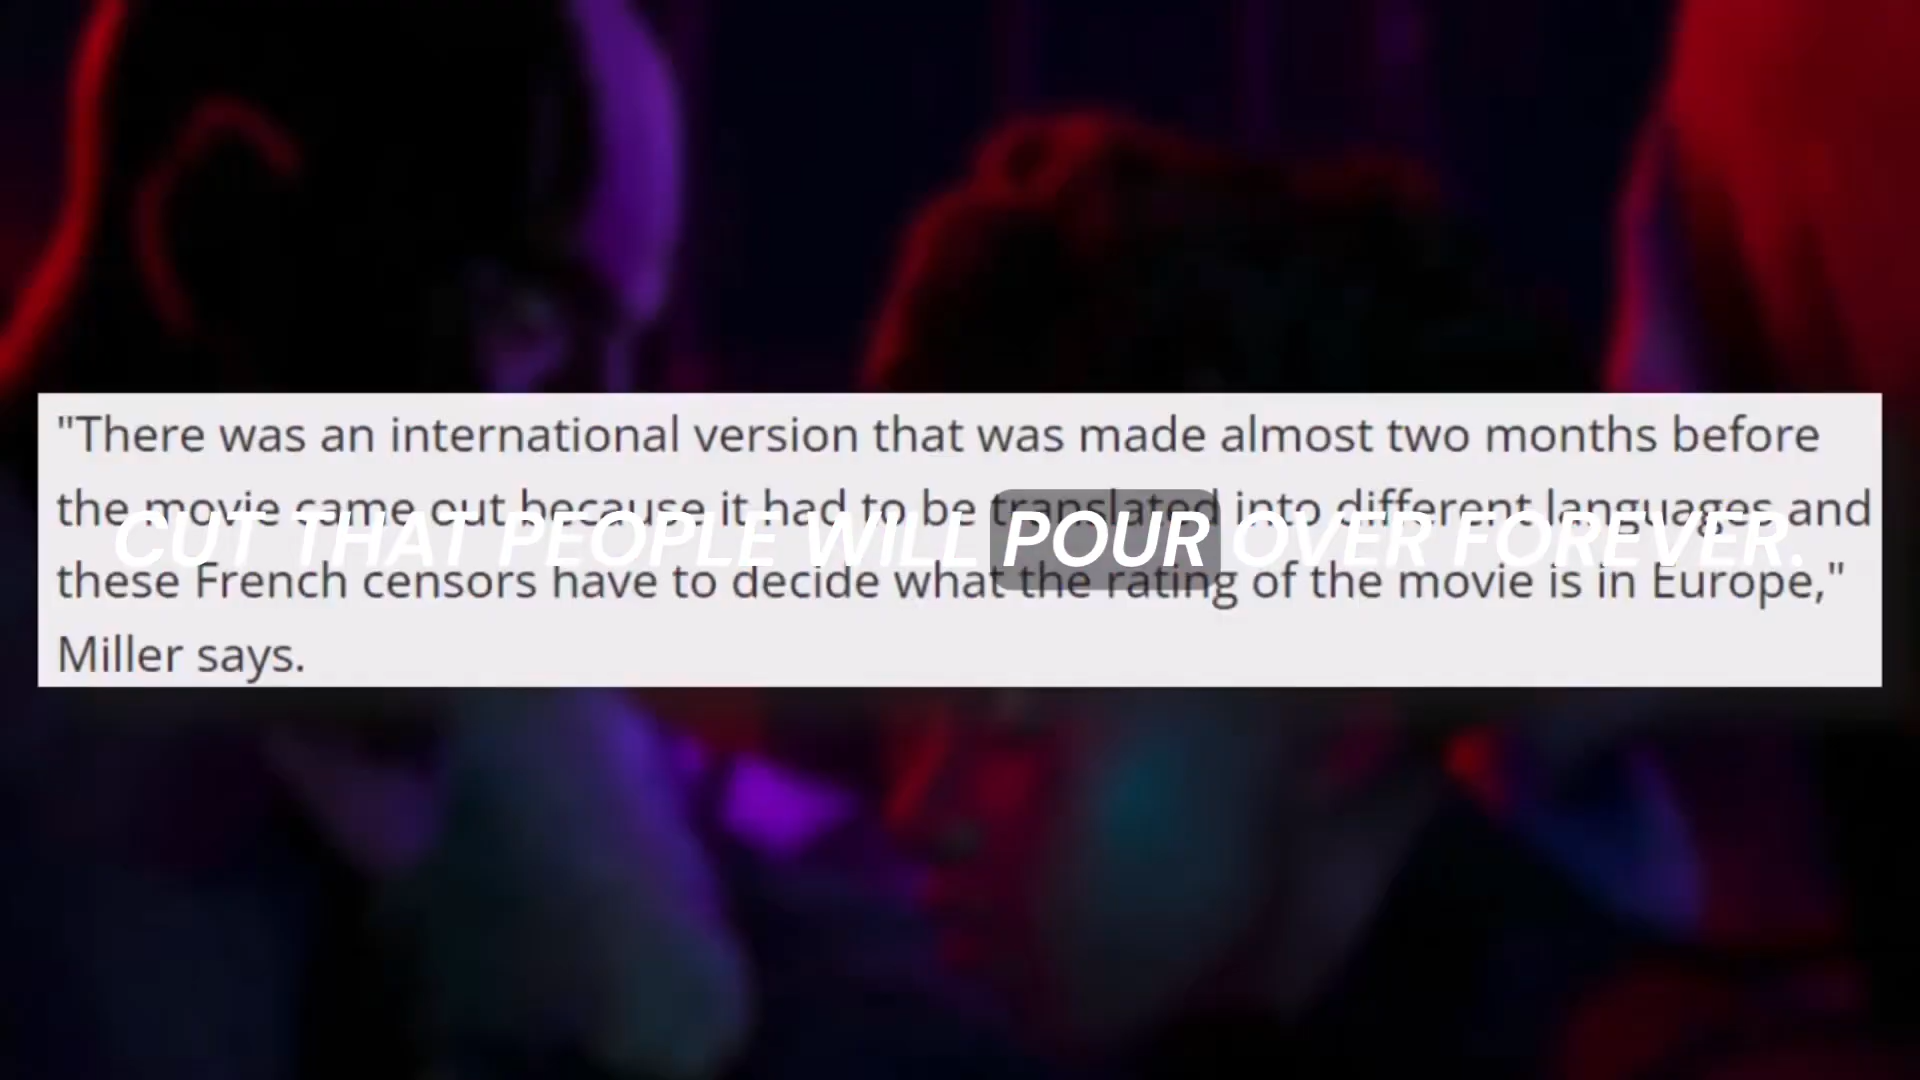 "There was an international version that was made almost two months before
the movie came out because it had to be translated into different languages and
CUT THAT PEOPLE WILL POUR OVER FOREVER.
these French censors have to decide what the rating of the movie is in Europe,"
Miller says.